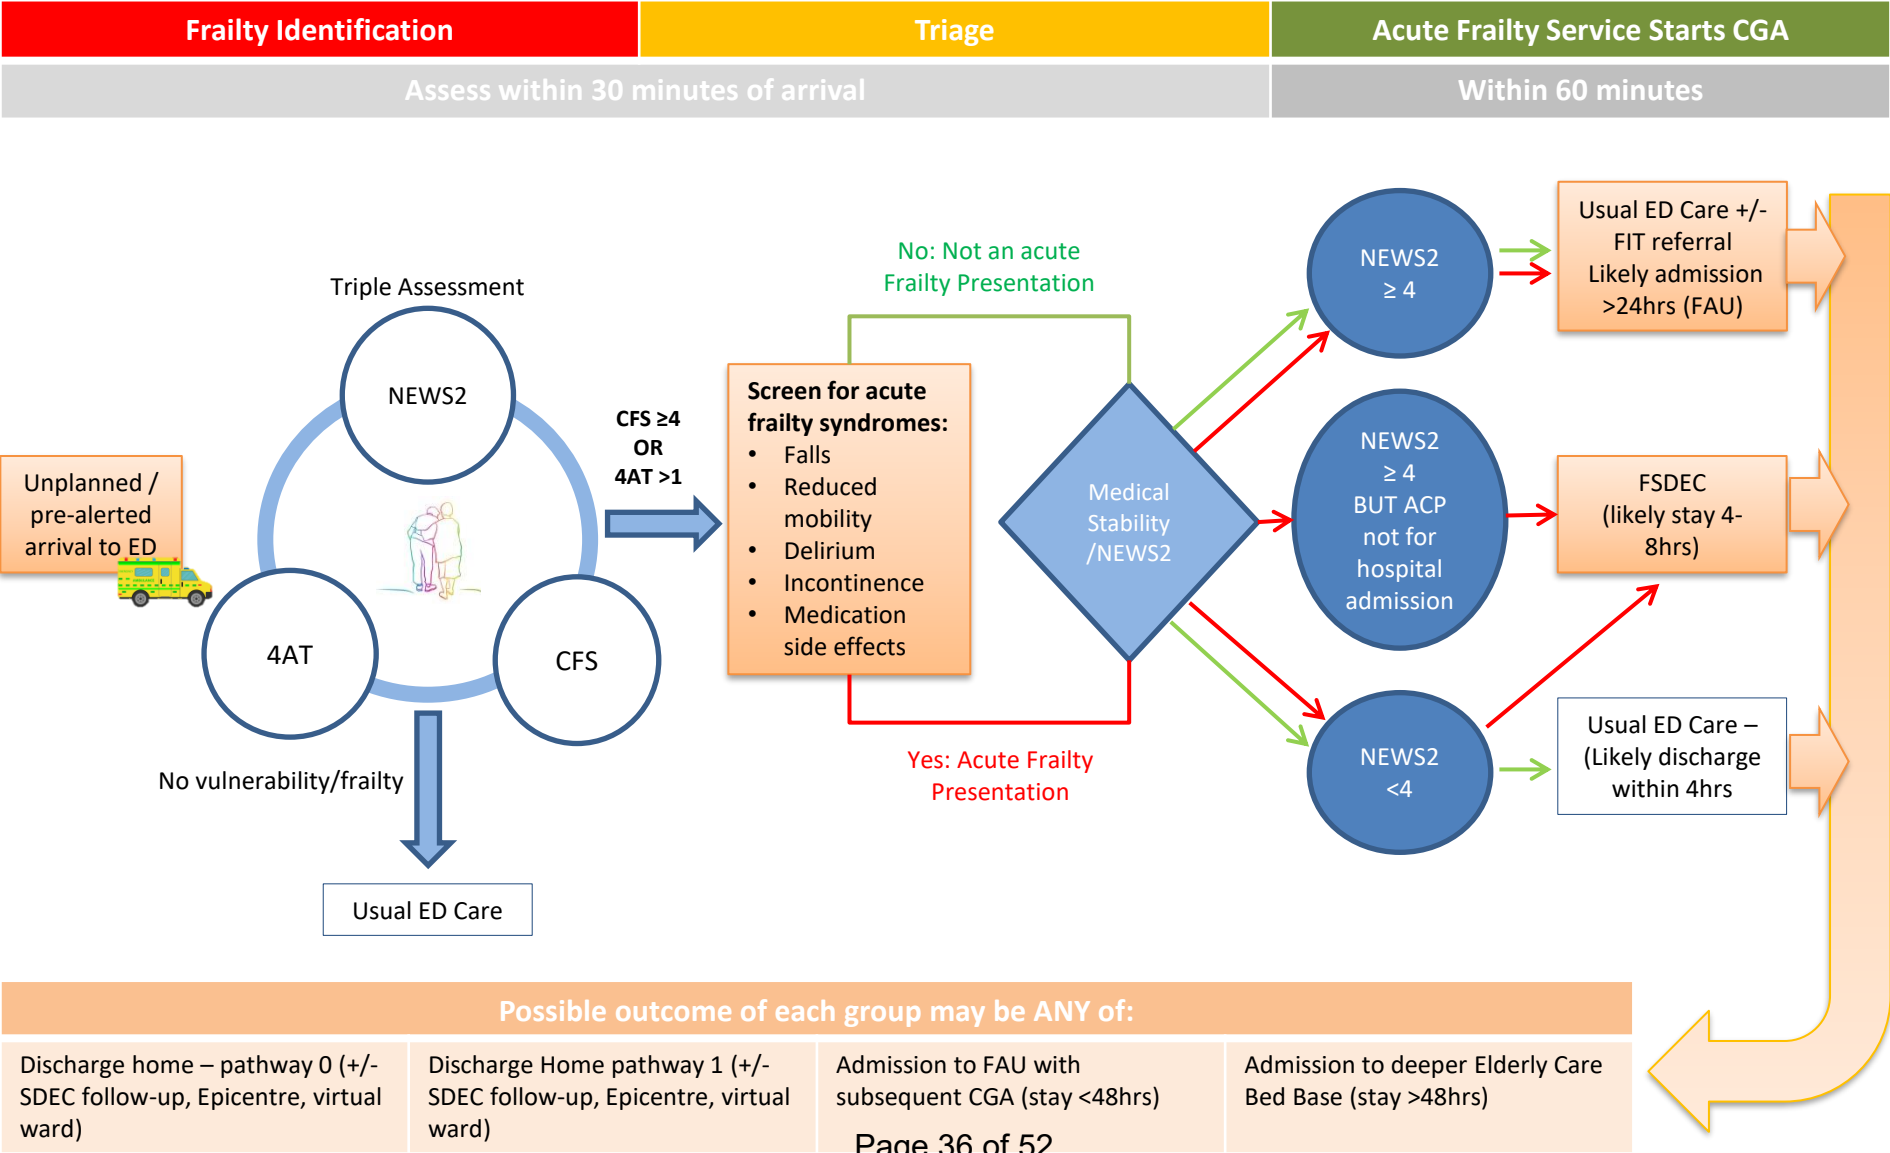 Frailty Identification
Triage
Acute Frailty Service Starts CGA
Assess within 30 minutes of arrival
Within 60 minutes
Unplanned /
pre-alerted
arrival to ED
AMBULANCE
Triple Assessment
NEWS2
4AT
CFS
No vulnerability/frailty
Usual ED Care
CFS ≥4
OR
4AT >1
Screen for acute
frailty syndromes:
• Falls
• Reduced
mobility
• Delirium
• Incontinence
• Medication
side effects
No: Not an acute
Frailty Presentation
Yes: Acute Frailty
Presentation
Medical
Stability
/NEWS2
NEWS2
≥ 4
NEWS2
≥ 4
BUT ACP
not for
hospital
admission
NEWS2
<4
Usual ED Care +/-
FIT referral
Likely admission
>24hrs (FAU)
FSDEC
(likely stay 4-
8hrs)
Usual ED Care –
(Likely discharge
within 4hrs
Possible outcome of each group may be ANY of:
Discharge home – pathway 0 (+/-
SDEC follow-up, Epicentre, virtual
ward)
Discharge Home pathway 1 (+/-
SDEC follow-up, Epicentre, virtual
ward)
Admission to FAU with
subsequent CGA (stay <48hrs)
Admission to deeper Elderly Care
Bed Base (stay >48hrs)
Page 36 of 52